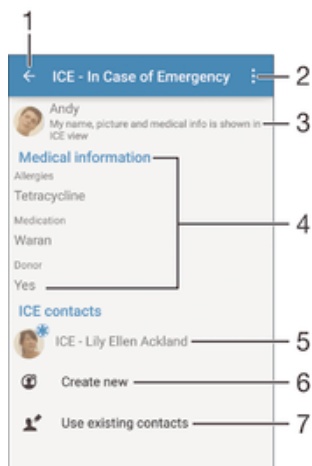 1
ICE - In Case of Emergency
2
Andy
My name, picture and medical info is shown in
ICE view
3
Medical information
Allergies
Tetracycline
Medication
Waran
4
Donor
Yes
ICE contacts
ICE - Lily Ellen Ackland
5
Create new
6
Use existing contacts
7